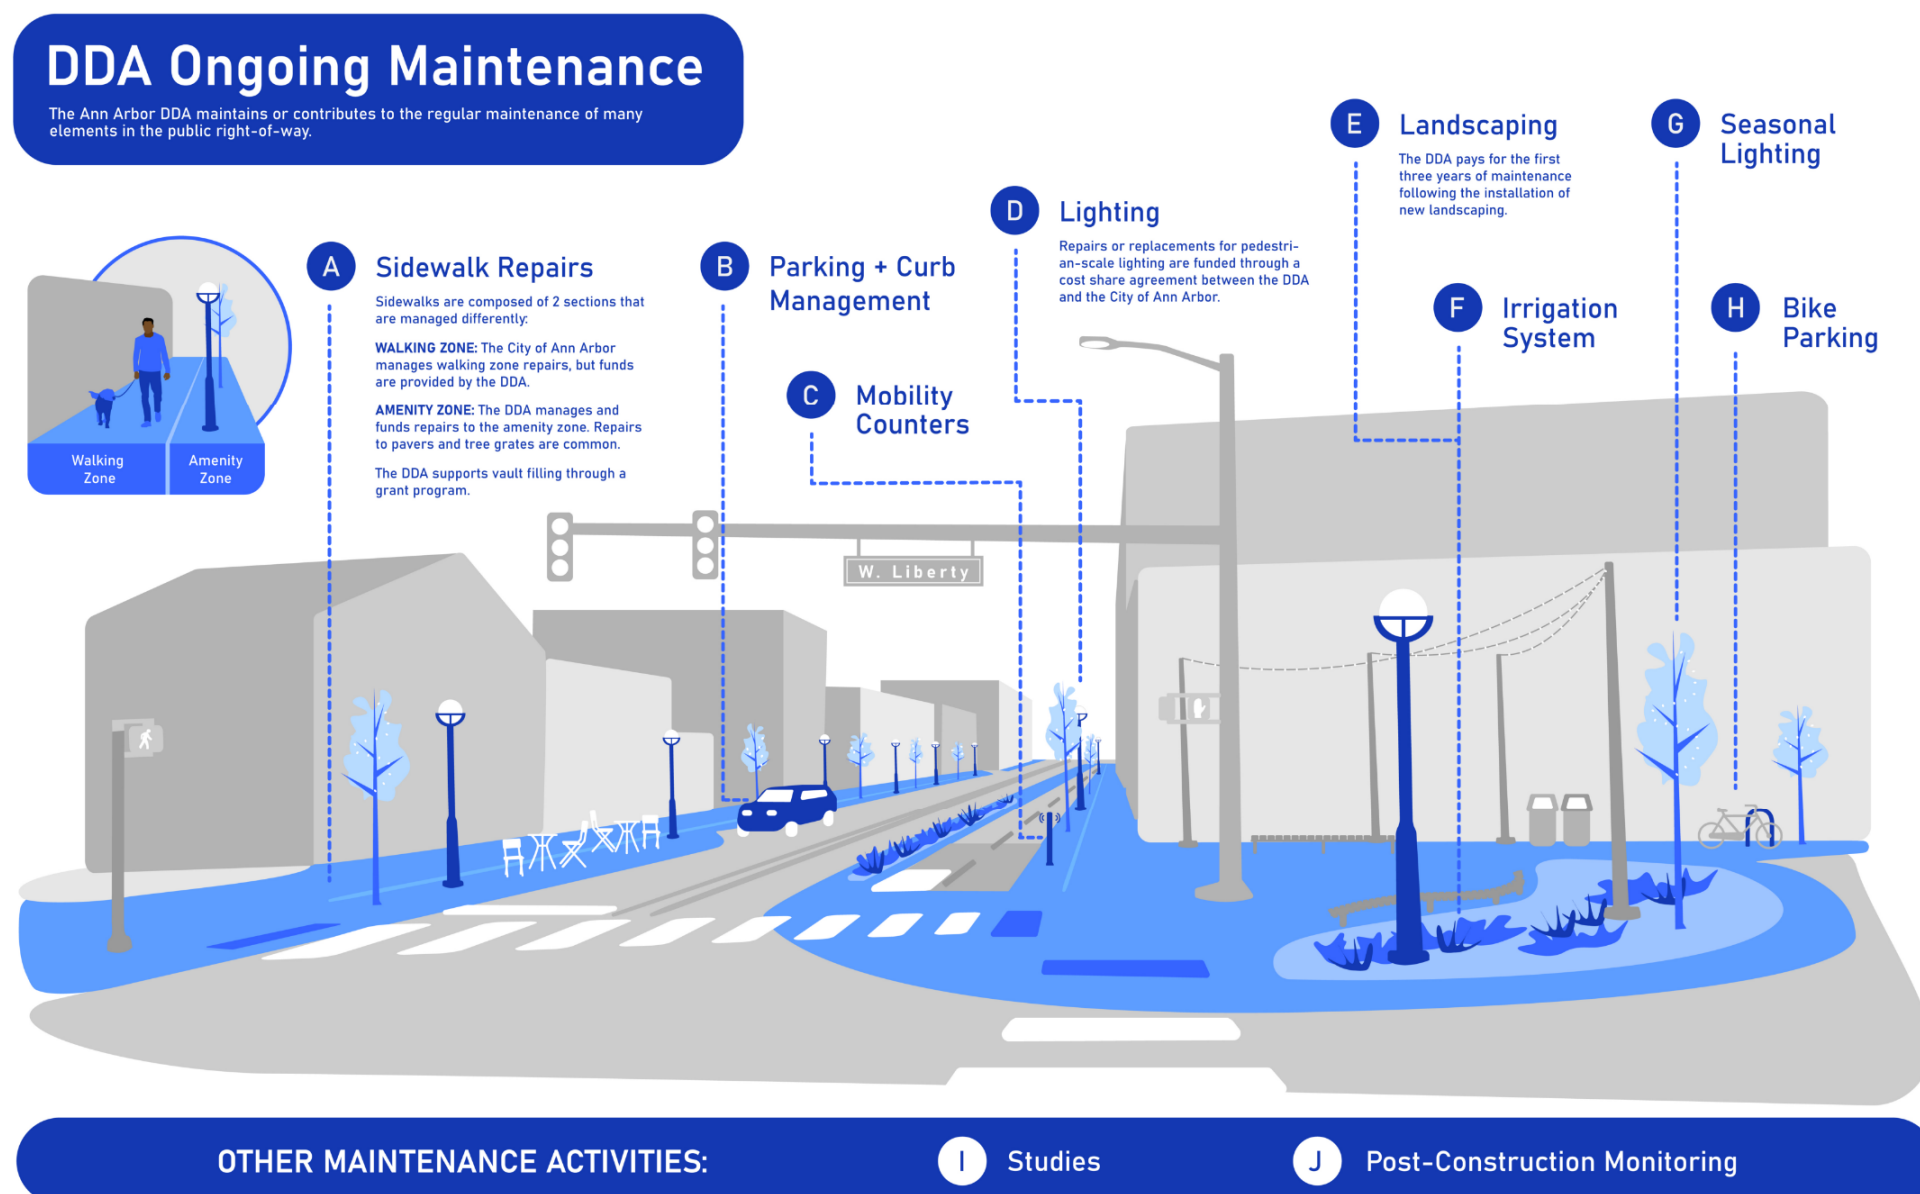 DDA Ongoing Maintenance
The Ann Arbor DDA maintains or contributes to the regular maintenance of many
elements in the public right-of-way.
Walking
Zone
Amenity
Zone
A
Sidewalk Repairs
Sidewalks are composed of 2 sections that
are managed differently:
WALKING ZONE: The City of Ann Arbor
manages walking zone repairs, but funds
are provided by the DDA.
AMENITY ZONE: The DDA manages and
funds repairs to the amenity zone. Repairs
to pavers and tree grates are common.
The DDA supports vault filling through a
grant program.
B
Parking + Curb
Management
C
Mobility
Counters
D
Lighting
Repairs or replacements for pedestri-
an-scale lighting are funded through a
cost share agreement between the DDA
and the City of Ann Arbor.
E
Landscaping
The DDA pays for the first
three years of maintenance
following the installation of
new landscaping.
F
Irrigation
System
G
Seasonal
Lighting
H
Bike
Parking
W. Liberty
OTHER MAINTENANCE ACTIVITIES:
I
Studies
J
Post-Construction Monitoring